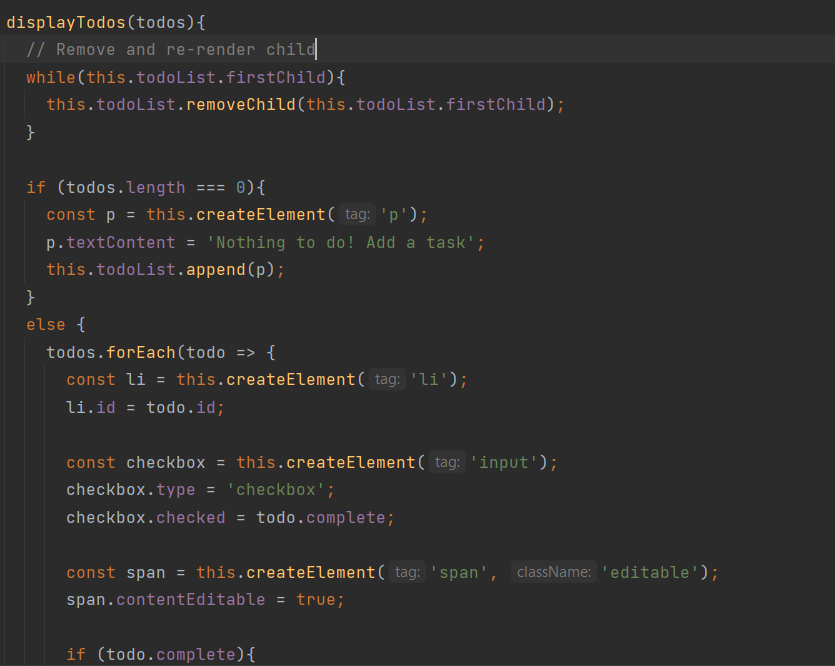 displayTodos(todos){
// Remove and re-render child
while(this.todoList.firstChild){
this.todoList.removeChild(this.todoList.firstChild);
}
if (todos.length === 0){
const p = this.createElement( tag: 'p');
p.textContent = 'Nothing to do! Add a task';
this.todoList.append(p);
}
else {
todos.forEach(todo => {
const li = this.createElement( tag: 'li');
li.id = todo.id;
const checkbox = this.createElement( tag: 'input');
checkbox.type = 'checkbox';
checkbox.checked = todo.complete;
const span = this.createElement( tag: 'span', className: 'editable');
span.contentEditable = true;
if (todo.complete){